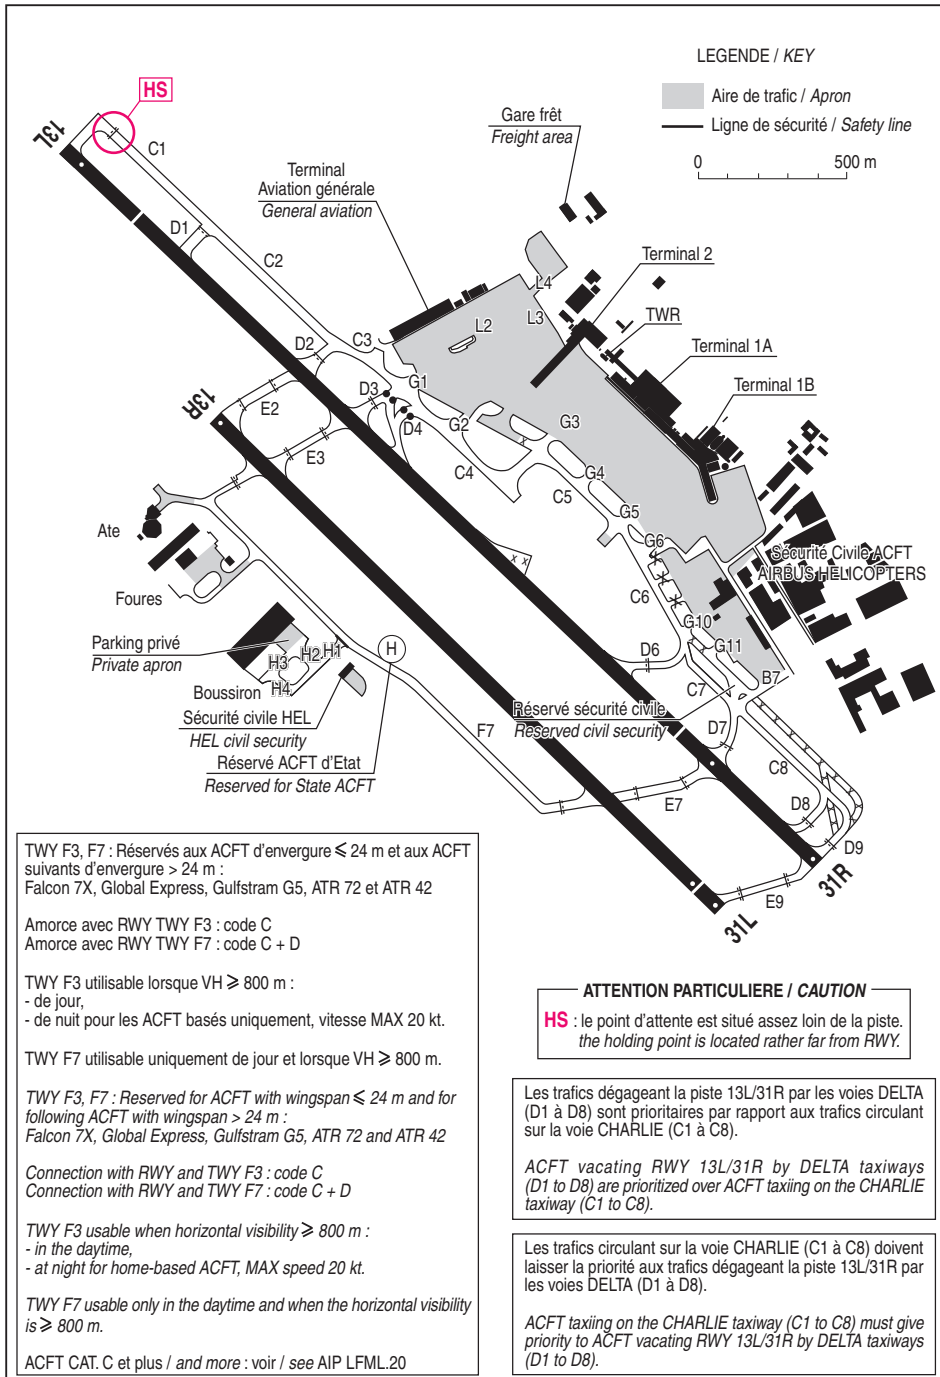 LEGENDE / KEY
Aire de trafic / Apron
Ligne de sécurité / Safety line
0 500 m
HS
13L
C1
Gare frêt
Freight area
Terminal
Aviation générale
General aviation
D1
C2
Terminal 2
L4
L3
L2
TWR
C3
D2
Terminal 1A
Terminal 1B
G1
D3
13R
E2
D4
G2
G3
E3
C4
G4
C5
G5
Ate
G6
Sécurité Civile ACFT
AIRBUS HELICOPTERS
x x
Foures
C6
G10
Parking privé
Private apron
H1
H2
H3
H4
H
G11
D6
B7
C7
Boussiron
Sécurité civile HEL
HEL civil security
Réservé sécurité civile
Reserved civil security
F7
D7
Réservé ACFT d'Etat
Reserved for State ACFT
C8
E7
D8
D9
31R
E9
31L
TWY F3, F7 : Réservés aux ACFT d'envergure ⩽ 24 m et aux ACFT
suivants d'envergure > 24 m :
Falcon 7X, Global Express, Gulfstram G5, ATR 72 et ATR 42
Amorce avec RWY TWY F3 : code C
Amorce avec RWY TWY F7 : code C + D
TWY F3 utilisable lorsque VH ⩾ 800 m :
- de jour,
- de nuit pour les ACFT basés uniquement, vitesse MAX 20 kt.
TWY F7 utilisable uniquement de jour et lorsque VH ⩾ 800 m.
TWY F3, F7 : Reserved for ACFT with wingspan ⩽ 24 m and for
following ACFT with wingspan > 24 m :
Falcon 7X, Global Express, Gulfstram G5, ATR 72 and ATR 42
Connection with RWY and TWY F3 : code C
Connection with RWY and TWY F7 : code C + D
TWY F3 usable when horizontal visibility ⩾ 800 m :
- in the daytime,
- at night for home-based ACFT, MAX speed 20 kt.
TWY F7 usable only in the daytime and when the horizontal visibility
is ⩾ 800 m.
ACFT CAT. C et plus / and more : voir / see AIP LFML.20
ATTENTION PARTICULIERE / CAUTION
HS : le point d'attente est situé assez loin de la piste.
the holding point is located rather far from RWY.
Les trafics dégageant la piste 13L/31R par les voies DELTA
(D1 à D8) sont prioritaires par rapport aux trafics circulant
sur la voie CHARLIE (C1 à C8).
ACFT vacating RWY 13L/31R by DELTA taxiways
(D1 to D8) are prioritized over ACFT taxiing on the CHARLIE
taxiway (C1 to C8).
Les trafics circulant sur la voie CHARLIE (C1 à C8) doivent
laisser la priorité aux trafics dégageant la piste 13L/31R par
les voies DELTA (D1 à D8).
ACFT taxiing on the CHARLIE taxiway (C1 to C8) must give
priority to ACFT vacating RWY 13L/31R by DELTA taxiways
(D1 to D8).